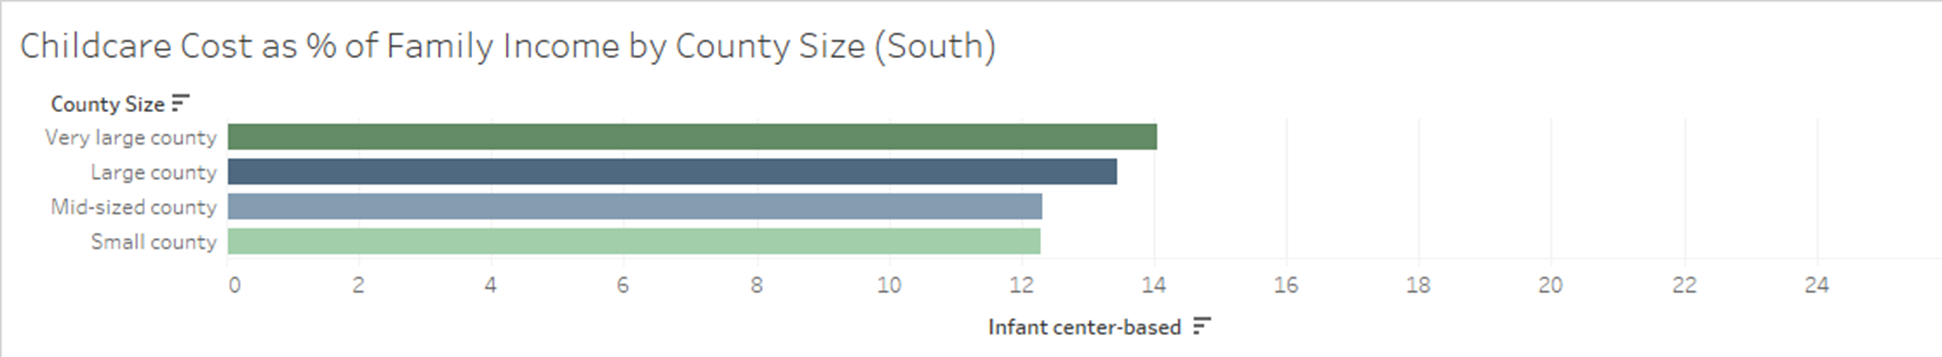 Childcare Cost as % of Family Income by County Size (South)
County Size
Very large county
Large county
Mid-sized county
Small county
0 2 4 6 8 10 12 14 16 18 20 22 24
Infant center-based